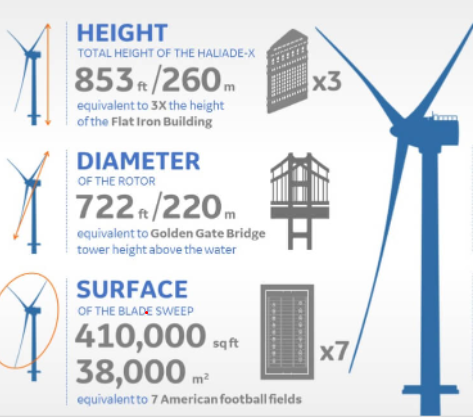 HEIGHT
TOTAL HEIGHT OF THE HALIADE-X
853 ft /260 m
equivalent to 3X the height
of the Flat Iron Building
x3
DIAMETER
OF THE ROTOR
722 ft /220 m
equivalent to Golden Gate Bridge
tower height above the water
SURFACE
OF THE BLADE SWEEP
410,000 sq ft
38,000 m²
equivalent to 7 American football fields
x7